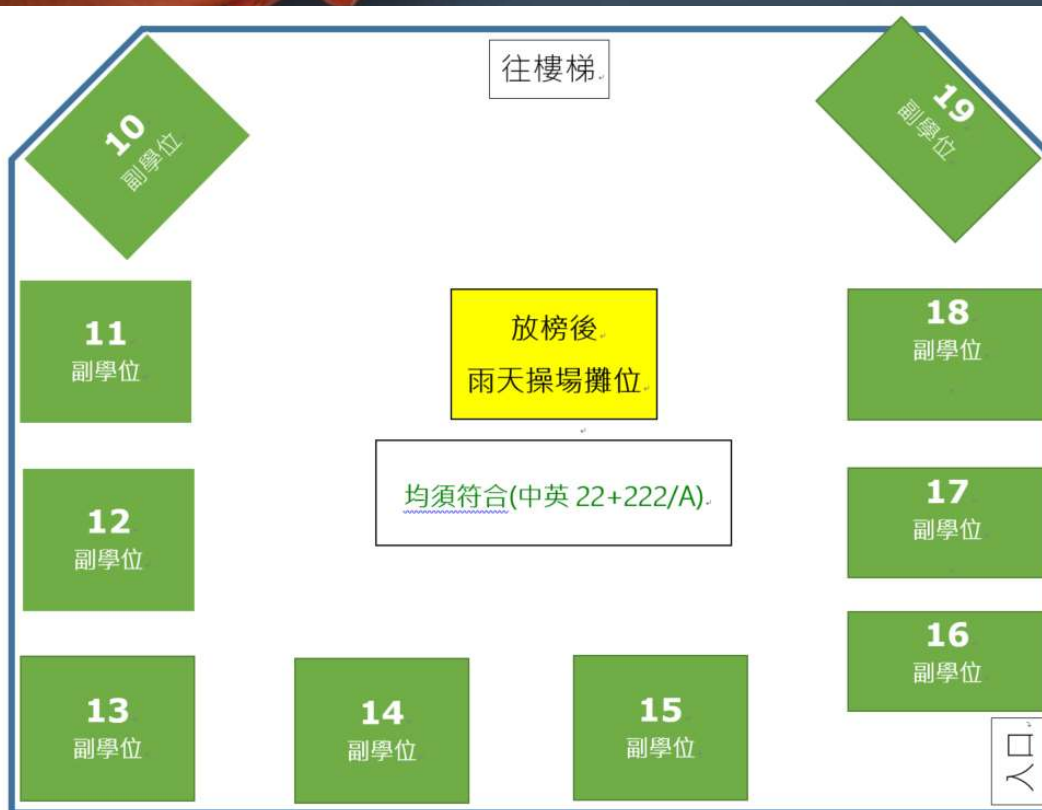 往樓梯
10
副學位
19
副學位
11
副學位
放榜後
雨天操場攤位
18
副學位
均須符合(中英 22+222/A)
12
副學位
17
副學位
16
副學位
13
副學位
14
副學位
15
副學位
入口